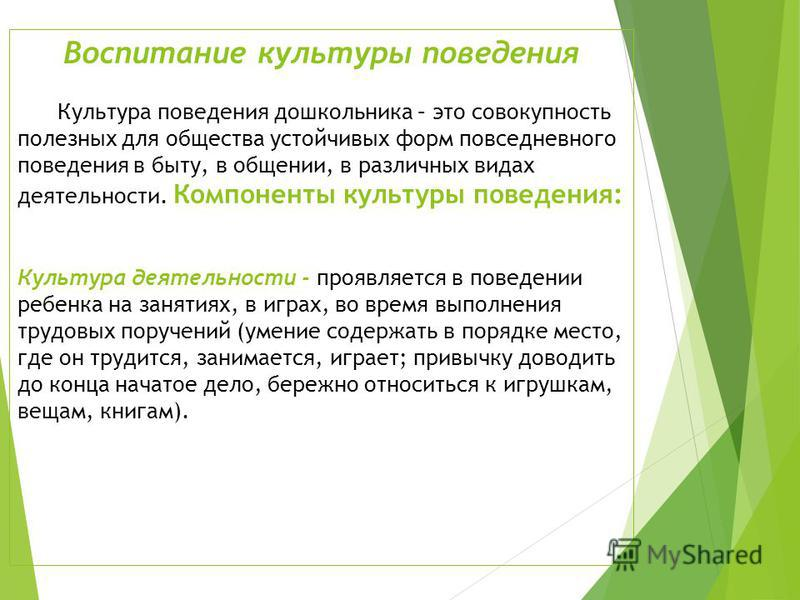 Воспитание культуры поведения
Культура поведения дошкольника – это совокупность
полезных для общества устойчивых форм повседневного
поведения в быту, в общении, в различных видах
деятельности. Компоненты культуры поведения:
Культура деятельности - проявляется в поведении
ребенка на занятиях, в играх, во время выполнения
трудовых поручений (умение содержать в порядке место,
где он трудится, занимается, играет; привычку доводить
до конца начатое дело, бережно относиться к игрушкам,
вещам, книгам).
MyShared